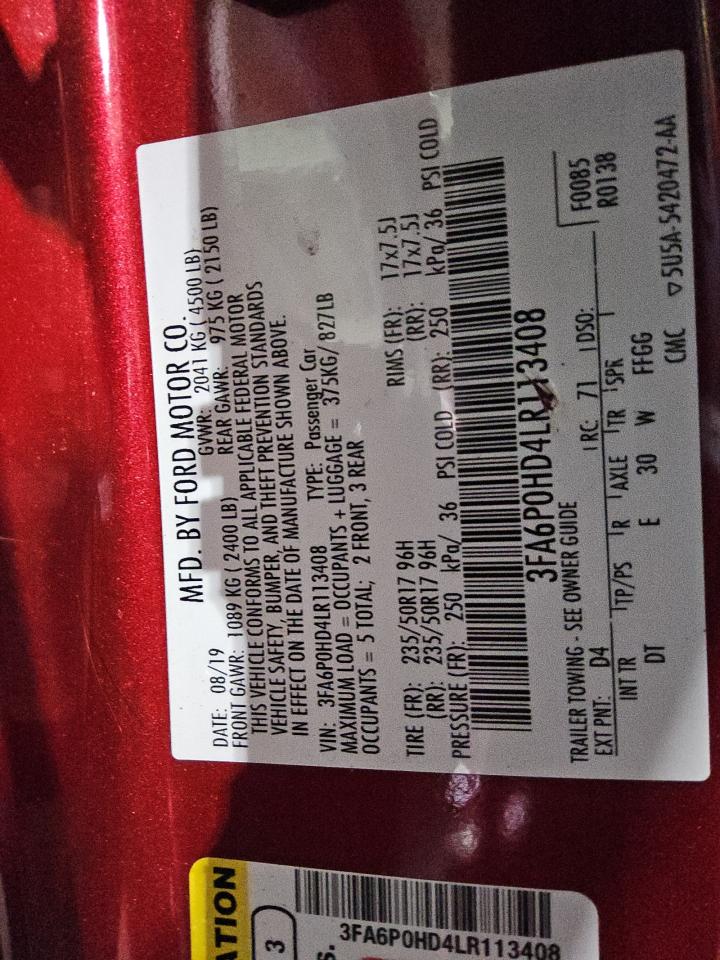 MFD. BY FORD MOTOR CO.
DATE: 08/19 GVWR: 2041 KG ( 4500 LB)
FRONT GAWR: 1089 KG ( 2400 LB) REAR GAWR: 975 KG ( 2150 LB)
THIS VEHICLE CONFORMS TO ALL APPLICABLE FEDERAL MOTOR
VEHICLE SAFETY, BUMPER, AND THEFT PREVENTION STANDARDS
IN EFFECT ON THE DATE OF MANUFACTURE SHOWN ABOVE.
VIN: 3FA6P0HD4LR113408 TYPE: Passenger Car
MAXIMUM LOAD = OCCUPANTS + LUGGAGE = 375KG/ 827LB
OCCUPANTS = 5 TOTAL; 2 FRONT, 3 REAR
TIRE (FR): 235/50R17 96H RIMS (FR): 17x7.5J
(RR): 235/50R17 96H (RR): 17x7.5J
PRESSURE (FR): 250 kPa/ 36 PSI COLD (RR): 250 kPa/ 36 PSI COLD
3FA6P0HD4LR113408
TRAILER TOWING - SEE OWNER GUIDE F0085
EXT PNT: D4 RC: 71 DSO: R0138
INT TR TP/PS R AXLE TR SPR
DT E 30 W FFGG
CMC ▽5U5A-5420472-AA
ATION
3
S.
3FA6P0HD4LR113408